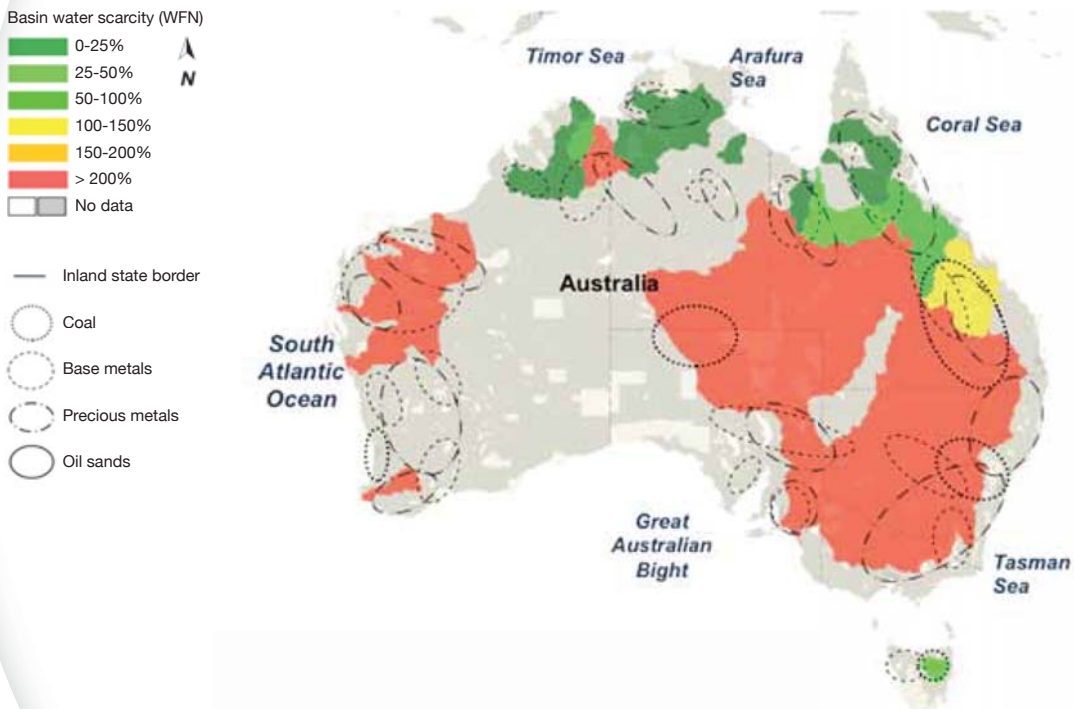 Basin water scarcity (WFN)
0-25%
25-50%
50-100%
100-150%
150-200%
> 200%
No data
N
Inland state border
Coal
Base metals
Precious metals
Oil sands
Timor Sea
Arafura
Sea
Coral Sea
Australia
South
Atlantic
Ocean
Great
Australian
Bight
Tasman
Sea